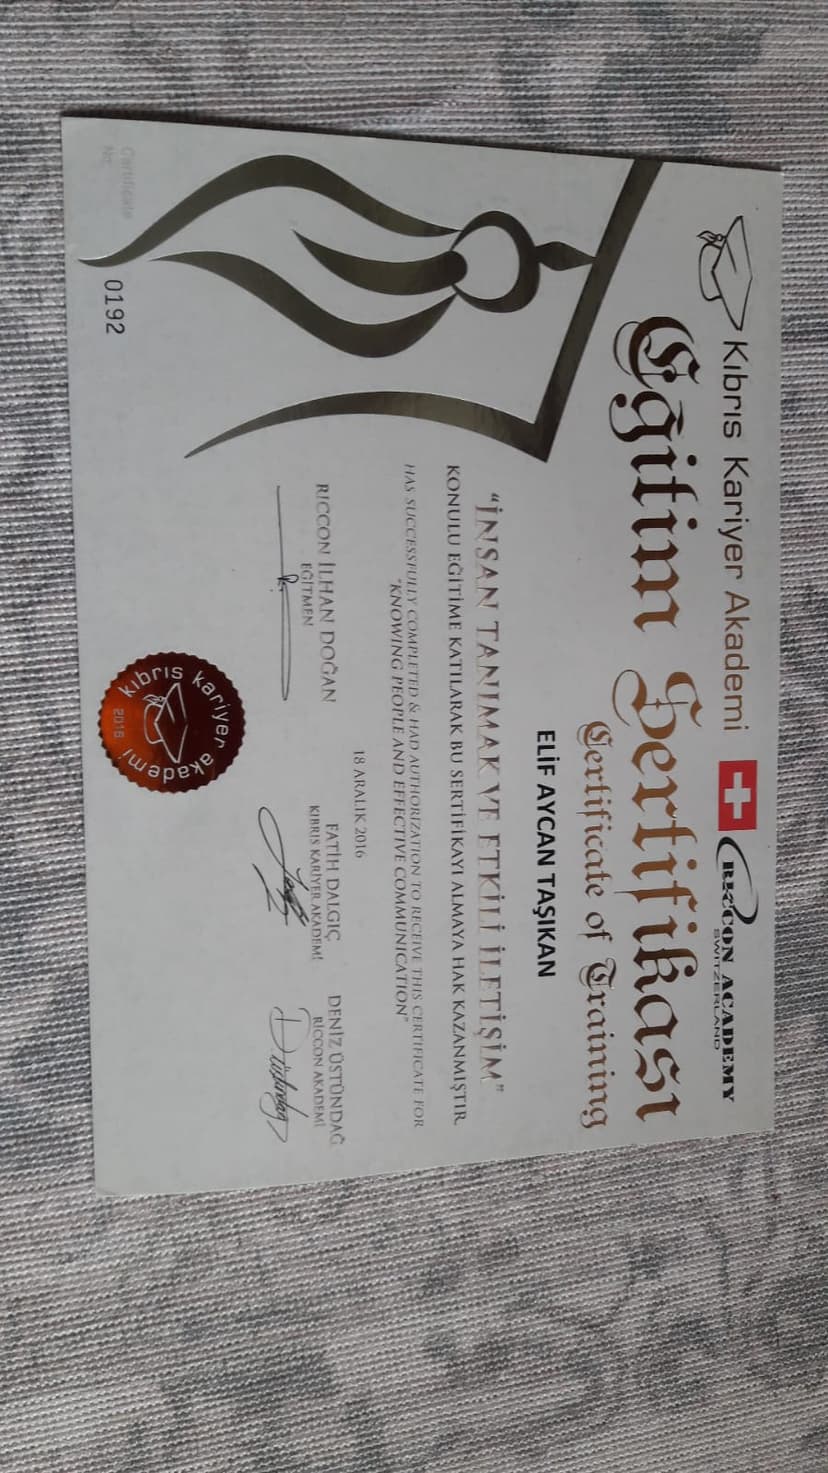 Kıbrıs Kariyer Akademi
RICCON ACADEMY
SWITZERLAND
Eğitim Sertifikası
Certificate of Training
ELİF AYCAN TAŞIKAN
“İNSAN TANIMAK VE ETKİLİ İLETİŞİM”
KONULU EĞİTİME KATILARAK BU SERTİFİKAYI ALMAYA HAK KAZANMIŞTIR.
HAS SUCCESSFULLY COMPLETED & HAD AUTHORIZATION TO RECEIVE THIS CERTIFICATE FOR
“KNOWING PEOPLE AND EFFECTIVE COMMUNICATION”
18 ARALIK 2016
RICCON İLHAN DOĞAN
EĞİTMEN
FATİH DALGIÇ
KIBRIS KARİYER AKADEMİ
DENİZ ÜSTÜNDAĞ
RICCON AKADEMİ
kıbrıs kariyer akademi
2016
Certificate
Nr:
0192